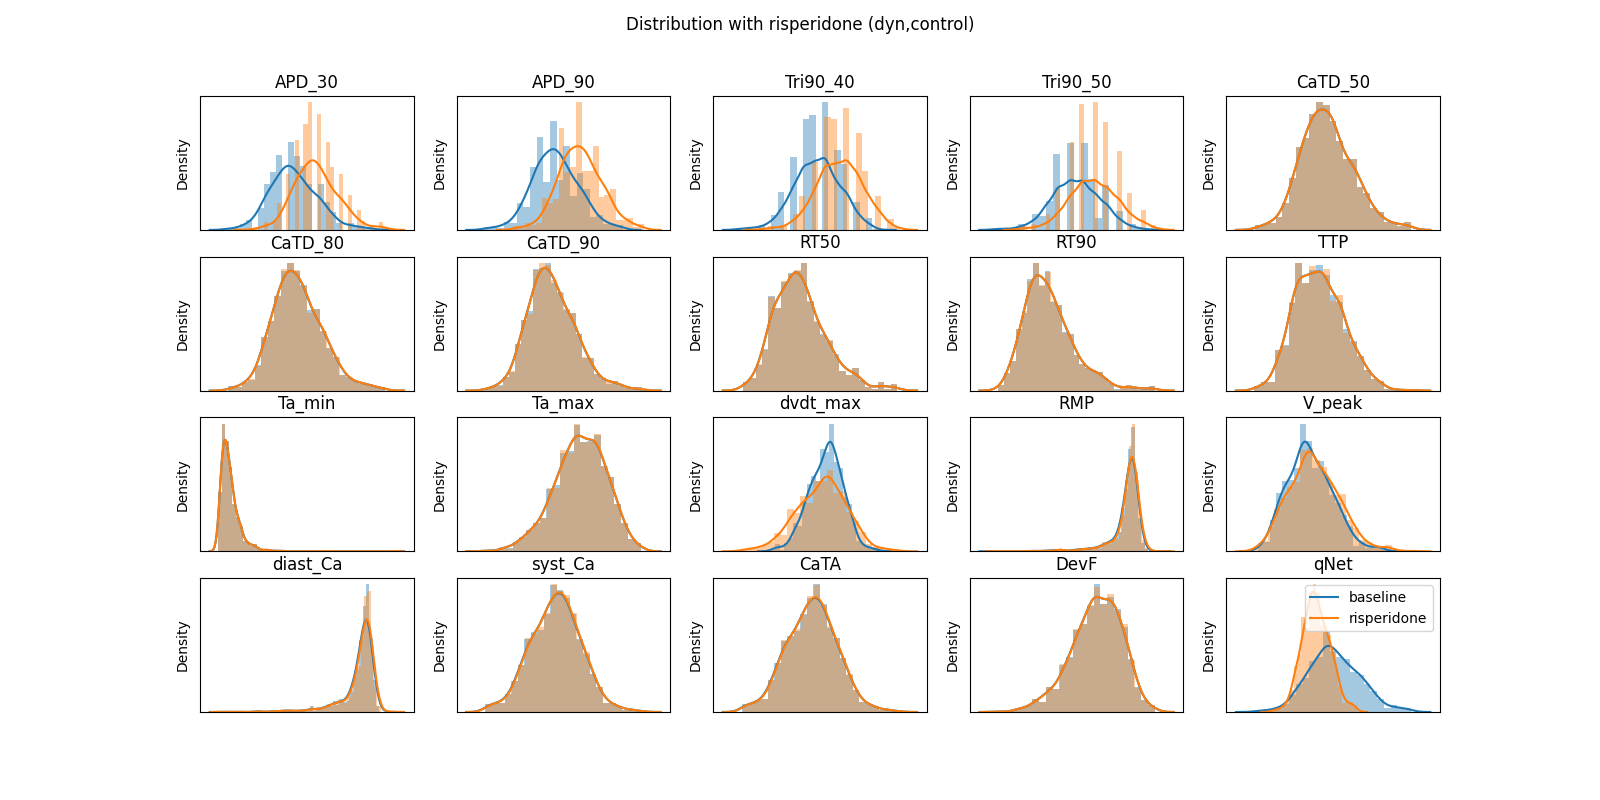 Distribution with risperidone (dyn,control)
APD_30
APD_90
Tri90_40
Tri90_50
CaTD_50
Density
Density
Density
Density
Density
CaTD_80
CaTD_90
RT50
RT90
TTP
Density
Density
Density
Density
Density
Ta_min
Ta_max
dvdt_max
RMP
V_peak
Density
Density
Density
Density
Density
diast_Ca
syst_Ca
CaTA
DevF
qNet
Density
Density
Density
Density
Density
baseline
risperidone